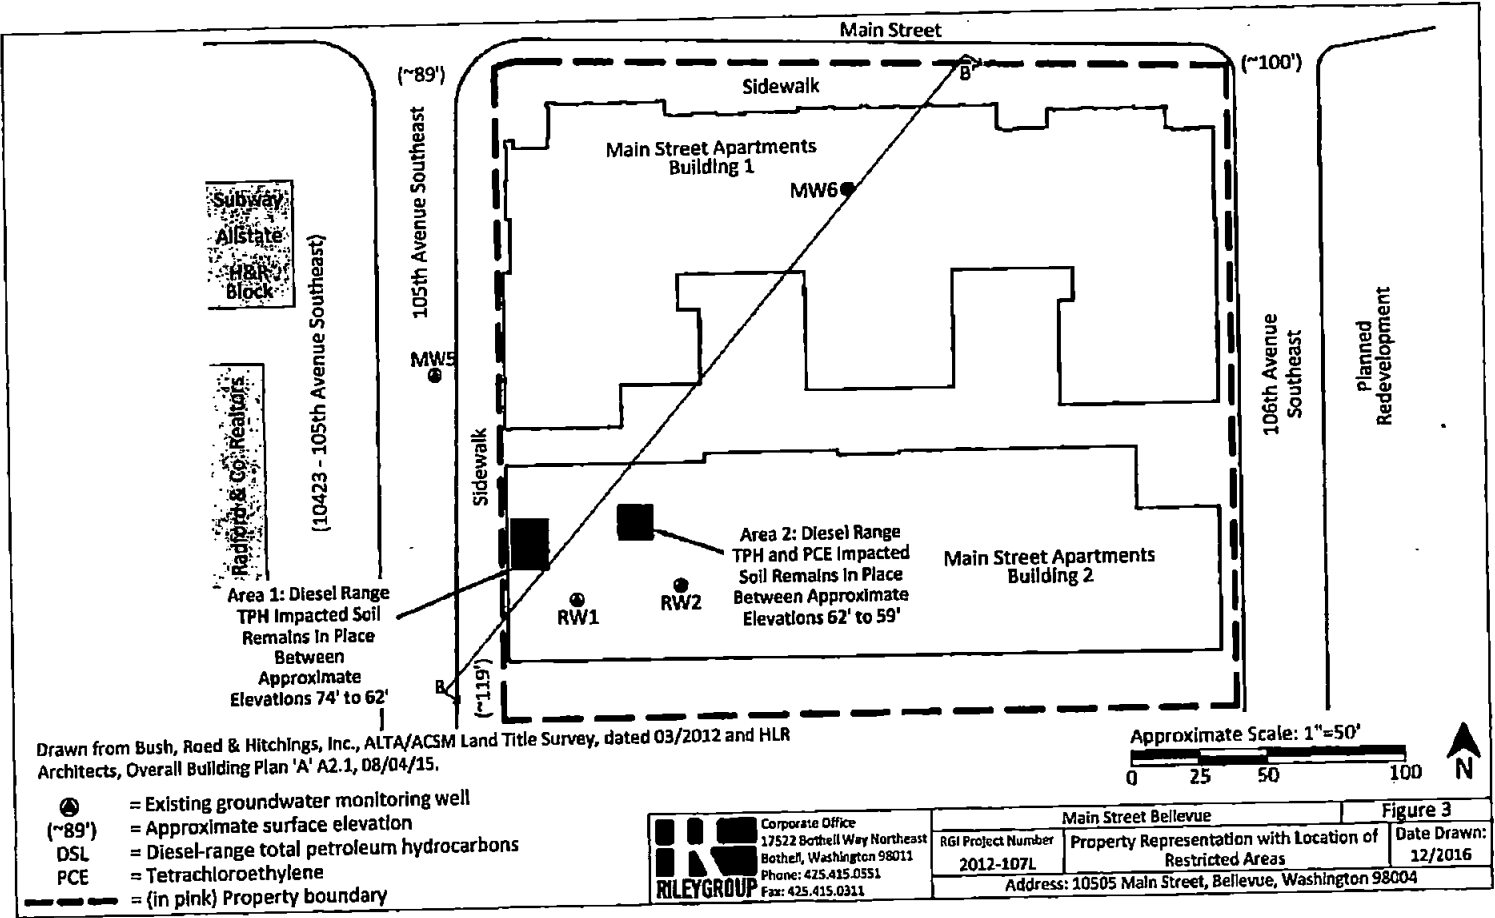 Main Street
(~89')
(~100')
B'
Sidewalk
105th Avenue Southeast
Main Street Apartments
Building 1
MW6
Subway
Allstate
H&R
Block
(10423 - 105th Avenue Southeast)
MW5
106th Avenue
Southeast
Planned
Redevelopment
Radford & Co. Realtors
Sidewalk
Area 2: Diesel Range
TPH and PCE Impacted
Soil Remains in Place
Between Approximate
Elevations 62' to 59'
Main Street Apartments
Building 2
Area 1: Diesel Range
TPH Impacted Soil
Remains in Place
Between
Approximate
Elevations 74' to 62'
RW1
RW2
B
(~119')
Drawn from Bush, Roed & Hitchings, Inc., ALTA/ACSM Land Title Survey, dated 03/2012 and HLR
Architects, Overall Building Plan 'A' A2.1, 08/04/15.
Approximate Scale: 1"=50'
0 25 50 100
N
= Existing groundwater monitoring well
(~89') = Approximate surface elevation
DSL = Diesel-range total petroleum hydrocarbons
PCE = Tetrachloroethylene
= (in pink) Property boundary
RILEYGROUP
Corporate Office
17522 Bothell Way Northeast
Bothell, Washington 98011
Phone: 425.415.0551
Fax: 425.415.0311
Main Street Bellevue
Figure 3
RGI Project Number
2012-107L
Property Representation with Location of
Restricted Areas
Date Drawn:
12/2016
Address: 10505 Main Street, Bellevue, Washington 98004